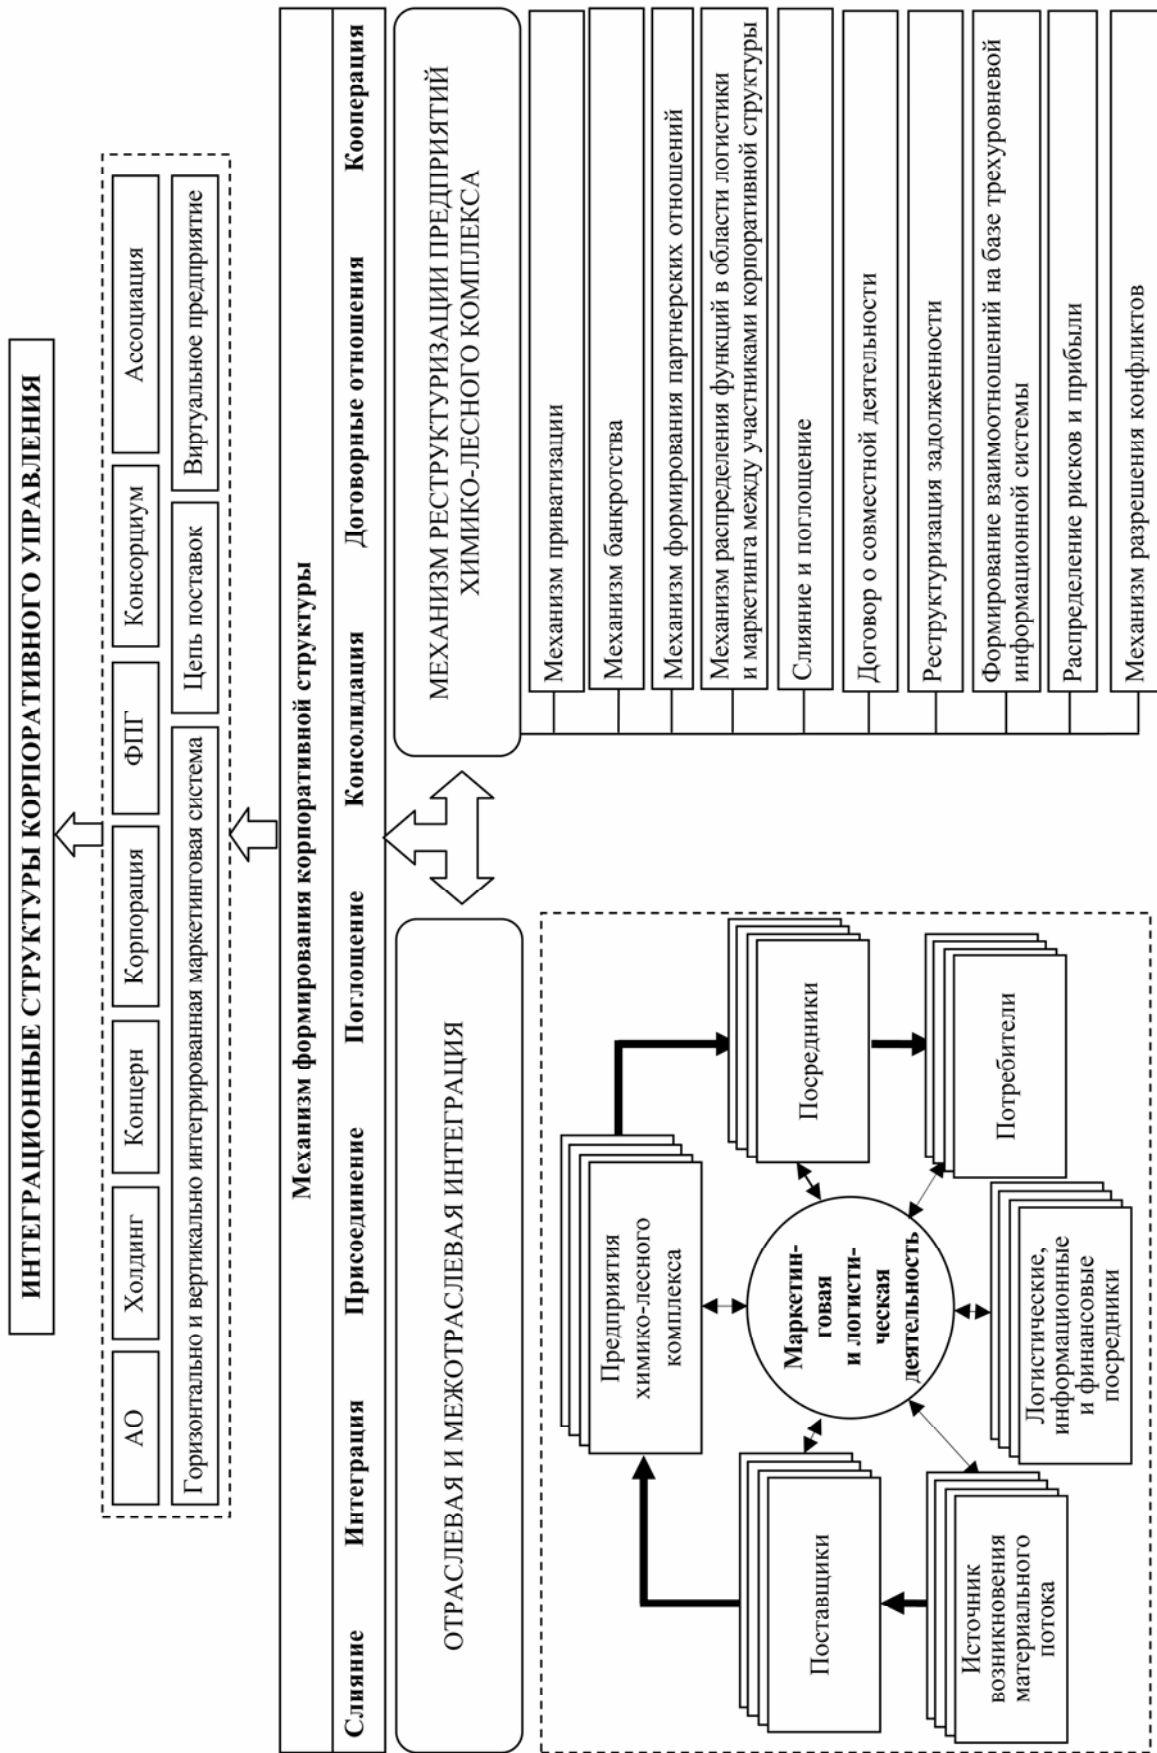 ИНТЕГРАЦИОННЫЕ СТРУКТУРЫ КОРПОРАТИВНОГО УПРАВЛЕНИЯ
АО
Холдинг
Концерн
Корпорация
ФПГ
Консорциум
Ассоциация
Горизонтально и вертикально интегрированная маркетинговая система
Цепь поставок
Виртуальное предприятие
Механизм формирования корпоративной структуры
Слияние
Интеграция
Присоединение
Поглощение
Консолидация
Договорные отношения
Кооперация
ОТРАСЛЕВАЯ И МЕЖОТРАСЛЕВАЯ ИНТЕГРАЦИЯ
Предприятия
химико-лесного
комплекса
Поставщики
Посредники
Маркетин-
говая
и логисти-
ческая
деятельность
Источник
возникновения
материального
потока
Логистические,
информационные
и финансовые
посредники
Потребители
МЕХАНИЗМ РЕСТРУКТУРИЗАЦИИ ПРЕДПРИЯТИЙ
ХИМИКО-ЛЕСНОГО КОМПЛЕКСА
Механизм приватизации
Механизм банкротства
Механизм формирования партнерских отношений
Механизм распределения функций в области логистики
и маркетинга между участниками корпоративной структуры
Слияние и поглощение
Договор о совместной деятельности
Реструктуризация задолженности
Формирование взаимоотношений на базе трехуровневой
информационной системы
Распределение рисков и прибыли
Механизм разрешения конфликтов